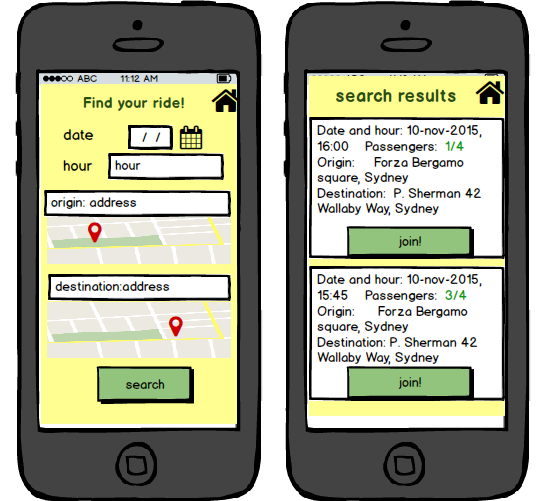 ABC 11:12 AM
Find your ride!
date / /
hour hour
origin: address
destination:address
search
search results
Date and hour: 10-nov-2015,
16:00 Passengers: 1/4
Origin: Forza Bergamo
square, Sydney
Destination: P. Sherman 42
Wallaby Way, Sydney
join!
Date and hour: 10-nov-2015,
15:45 Passengers: 3/4
Origin: Forza Bergamo
square, Sydney
Destination: P. Sherman 42
Wallaby Way, Sydney
join!